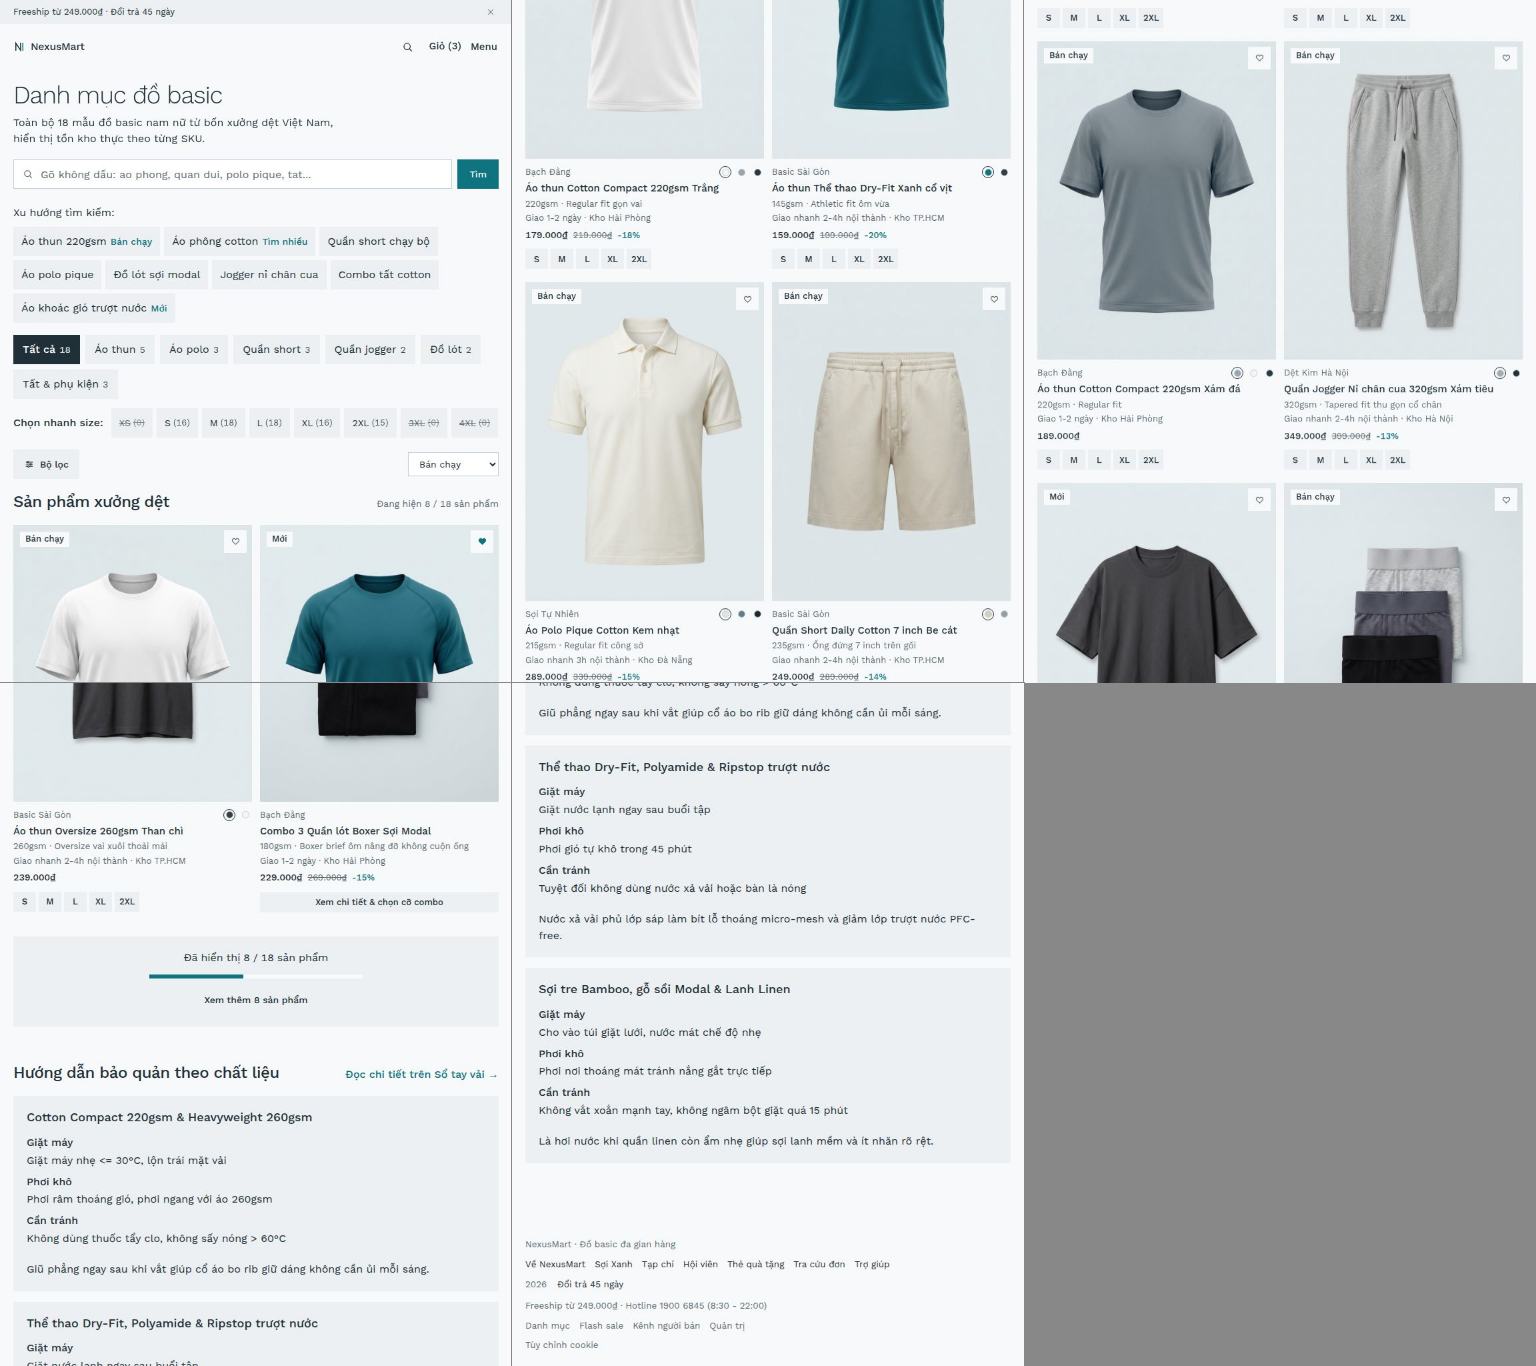 Freeship từ 249.000₫ · Đổi trả 45 ngày
NexusMart
Giỏ (3) Menu
Danh mục đồ basic
Toàn bộ 18 mẫu đồ basic nam nữ từ bốn xưởng dệt Việt Nam,
hiển thị tồn kho thực theo từng SKU.
Gõ không dấu: ao phong, quan dui, polo pique, tat...
Tìm
Xu hướng tìm kiếm:
Áo thun 220gsm Bán chạy
Áo phông cotton Tìm nhiều
Quần short chạy bộ
Áo polo pique
Đồ lót sợi modal
Jogger nỉ chân cua
Combo tất cotton
Áo khoác gió trượt nước Mới
Tất cả 18
Áo thun 5
Áo polo 3
Quần short 3
Quần jogger 2
Đồ lót 2
Tất & phụ kiện 3
Chọn nhanh size: XS (0) S (16) M (18) L (18) XL (16) 2XL (15) 3XL (0) 4XL (0)
Bộ lọc
Bán chạy
Sản phẩm xưởng dệt
Đang hiện 8 / 18 sản phẩm
Bán chạy
Mới
Bạch Đằng
Áo thun Cotton Compact 220gsm Trắng
220gsm · Regular fit gọn vai
Giao 1-2 ngày · Kho Hải Phòng
179.000₫ 219.000₫ -18%
S M L XL 2XL
Basic Sài Gòn
Áo thun Thể thao Dry-Fit Xanh cổ vịt
145gsm · Athletic fit ôm vừa
Giao nhanh 2-4h nội thành · Kho TP.HCM
159.000₫ 199.000₫ -20%
S M L XL 2XL
Bán chạy
Bán chạy
Sợi Tự Nhiên
Áo Polo Pique Cotton Kem nhạt
215gsm · Regular fit công sở
Giao nhanh 3h nội thành · Kho Đà Nẵng
289.000₫ 339.000₫ -15%
Basic Sài Gòn
Quần Short Daily Cotton 7 inch Be cát
235gsm · Ống đứng 7 inch trên gối
Giao nhanh 2-4h nội thành · Kho TP.HCM
249.000₫ 289.000₫ -14%
S M L XL 2XL
S M L XL 2XL
Bán chạy
Bán chạy
Bạch Đằng
Áo thun Cotton Compact 220gsm Xám đá
220gsm · Regular fit
Giao 1-2 ngày · Kho Hải Phòng
189.000₫
S M L XL 2XL
Dệt Kim Hà Nội
Quần Jogger Nỉ chân cua 320gsm Xám tiêu
320gsm · Tapered fit thu gọn cổ chân
Giao nhanh 2-4h nội thành · Kho Hà Nội
349.000₫ 399.000₫ -13%
S M L XL 2XL
Mới
Bán chạy
Basic Sài Gòn
Áo thun Oversize 260gsm Than chì
260gsm · Oversize vai xuôi thoải mái
Giao nhanh 2-4h nội thành · Kho TP.HCM
239.000₫
S M L XL 2XL
Bạch Đằng
Combo 3 Quần lót Boxer Sợi Modal
180gsm · Boxer brief ôm nâng đỡ không cuộn ống
Giao 1-2 ngày · Kho Hải Phòng
229.000₫ 269.000₫ -15%
Xem chi tiết & chọn cỡ combo
Đã hiển thị 8 / 18 sản phẩm
Xem thêm 8 sản phẩm
Hướng dẫn bảo quản theo chất liệu
Đọc chi tiết trên Sổ tay vải →
Cotton Compact 220gsm & Heavyweight 260gsm
Giặt máy
Giặt máy nhẹ <= 30°C, lộn trái mặt vải
Phơi khô
Phơi râm thoáng gió, phơi ngang với áo 260gsm
Cần tránh
Không dùng thuốc tẩy clo, không sấy nóng > 60°C
Giũ phẳng ngay sau khi vắt giúp cổ áo bo rib giữ dáng không cần ủi mỗi sáng.
Thể thao Dry-Fit, Polyamide & Ripstop trượt nước
Giặt máy
Giặt nước lạnh ngay sau buổi tập
Không dùng thuốc tẩy clo, không sấy nóng > 60°C
Giũ phẳng ngay sau khi vắt giúp cổ áo bo rib giữ dáng không cần ủi mỗi sáng.
Thể thao Dry-Fit, Polyamide & Ripstop trượt nước
Giặt máy
Giặt nước lạnh ngay sau buổi tập
Phơi khô
Phơi gió tự khô trong 45 phút
Cần tránh
Tuyệt đối không dùng nước xả vải hoặc bàn là nóng
Nước xả vải phủ lớp sáp làm bít lỗ thoáng micro-mesh và giảm lớp trượt nước PFC-
free.
Sợi tre Bamboo, gỗ sồi Modal & Lanh Linen
Giặt máy
Cho vào túi giặt lưới, nước mát chế độ nhẹ
Phơi khô
Phơi nơi thoáng mát tránh nắng gắt trực tiếp
Cần tránh
Không vắt xoắn mạnh tay, không ngâm bột giặt quá 15 phút
Là hơi nước khi quần linen còn ẩm nhẹ giúp sợi lanh mềm và ít nhăn rõ rệt.
NexusMart · Đồ basic đa gian hàng
Về NexusMart Sợi Xanh Tạp chí Hội viên Thẻ quà tặng Tra cứu đơn Trợ giúp
2026 Đổi trả 45 ngày
Freeship từ 249.000₫ · Hotline 1900 6845 (8:30 - 22:00)
Danh mục Flash sale Kênh người bán Quản trị
Tùy chỉnh cookie